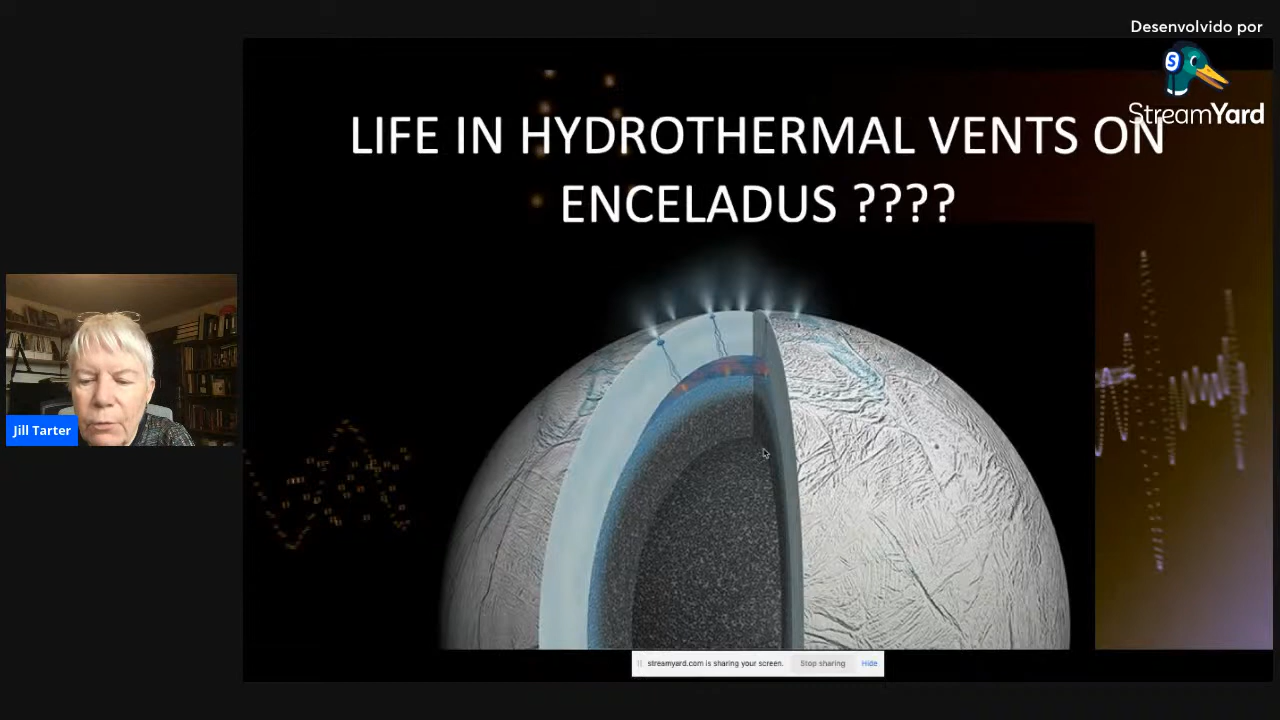 Desenvolvido por
S
StreamYard
LIFE IN HYDROTHERMAL VENTS ON
ENCELADUS ????
Jill Tarter
streamyard.com is sharing your screen.
Stop sharing
Hide